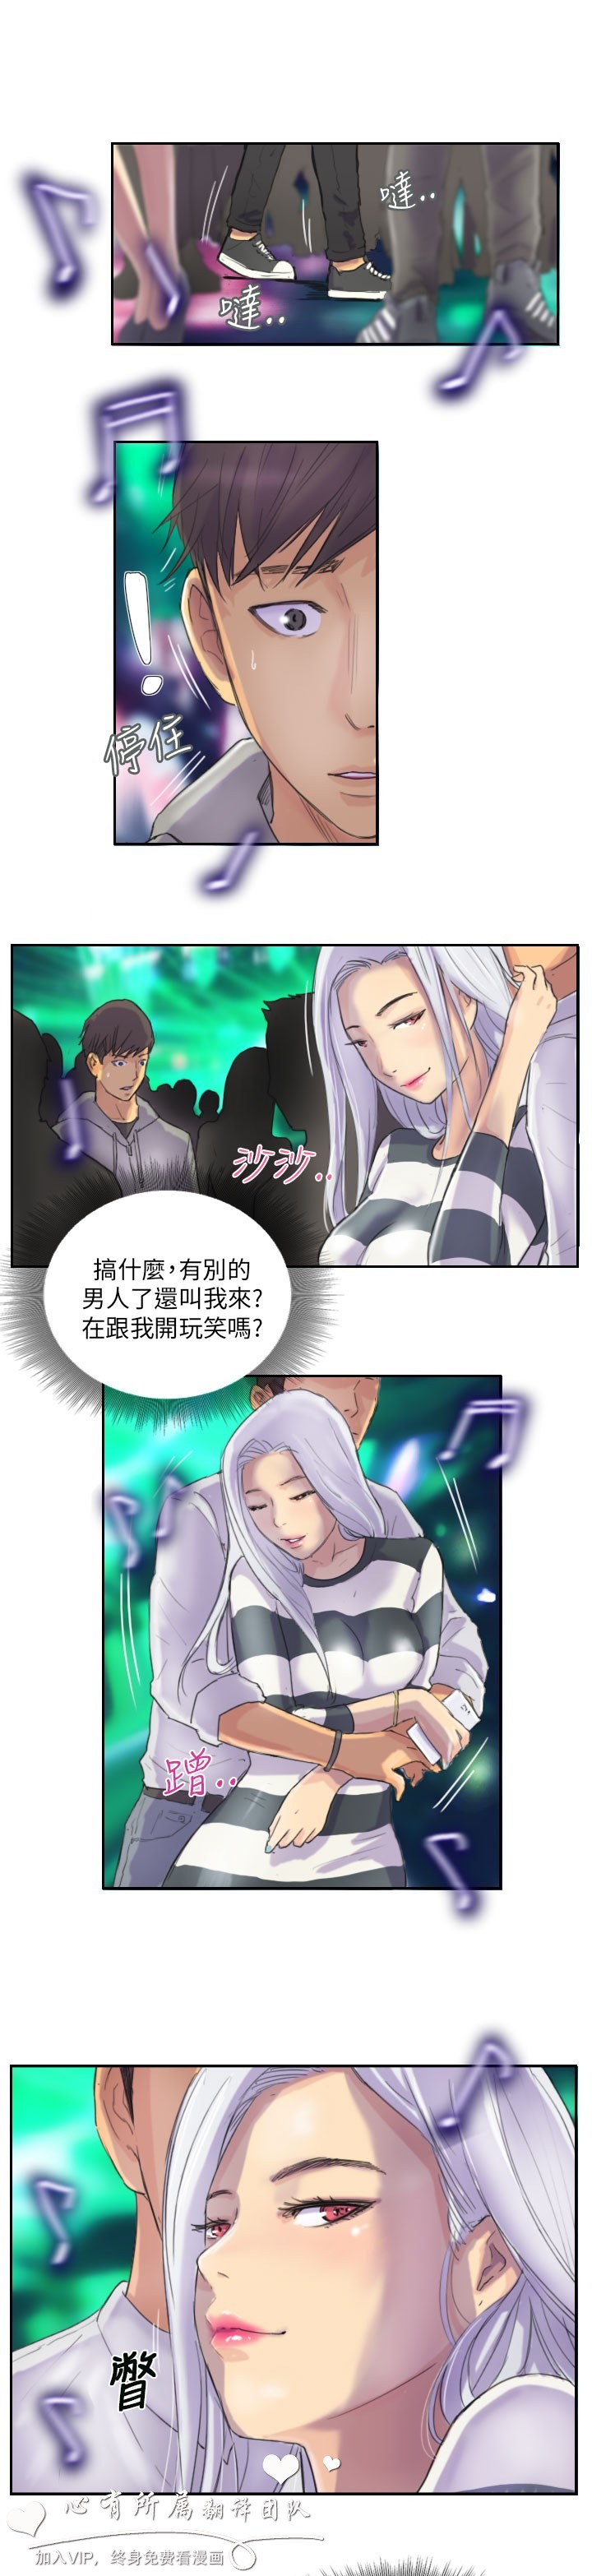 噠..
噠..
!
停住
沙沙..
搞什麼,有別的
男人了還叫我來?
在跟我開玩笑嗎?
蹭..
瞥
心有所属翻译团队
加入VIP，终身免费看漫画